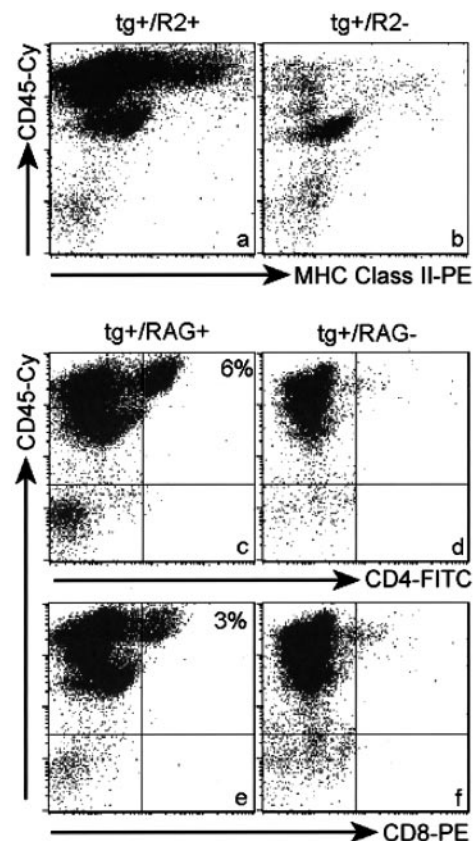 tg+/R2+ tg+/R2-
CD45-Cy
a b
MHC Class II-PE
tg+/RAG+ tg+/RAG-
CD45-Cy
6%
c d
CD4-FITC
3%
e f
CD8-PE